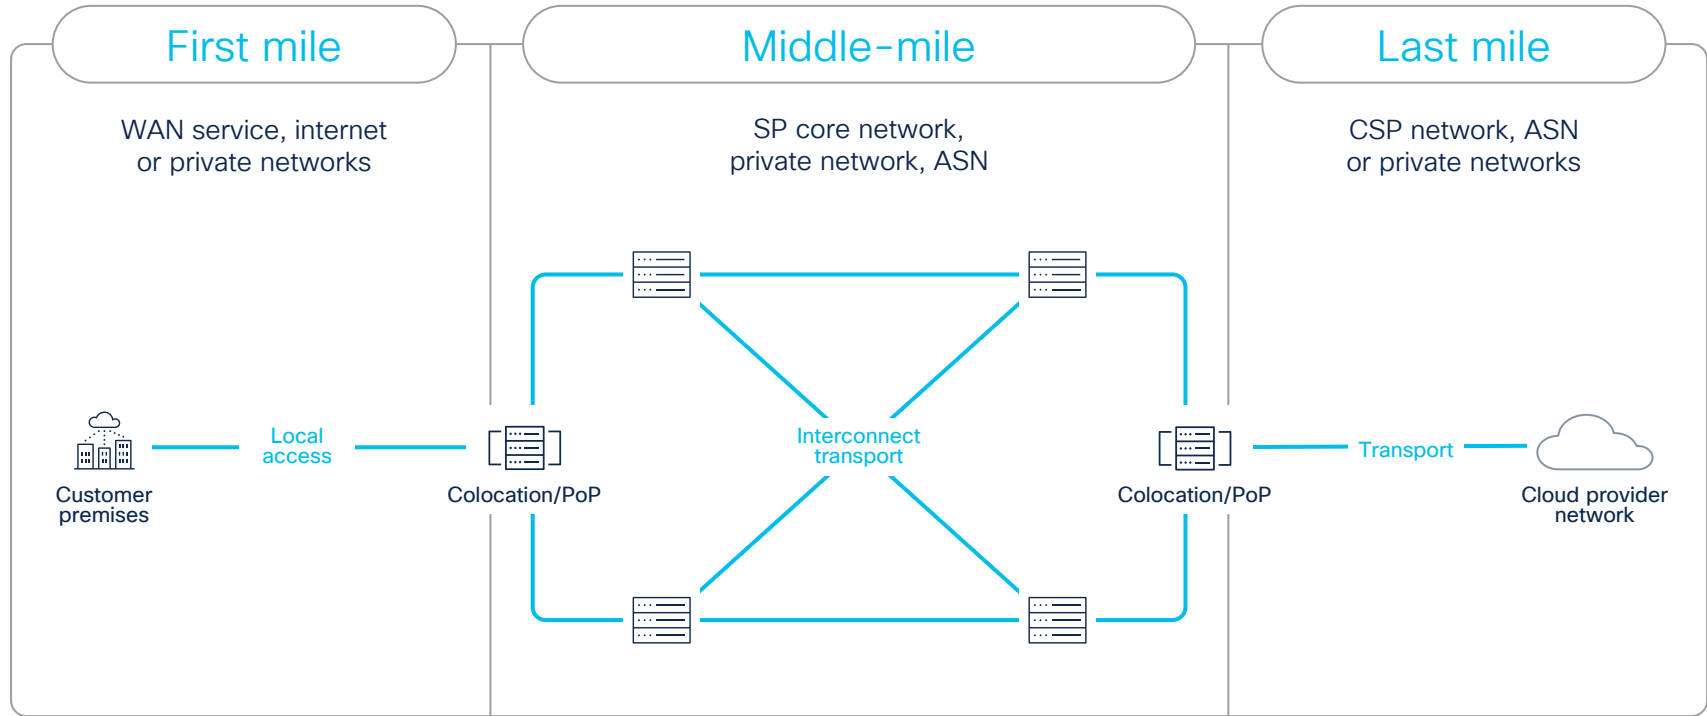 First mile
Middle-mile
Last mile
WAN service, internet
or private networks
SP core network,
private network, ASN
CSP network, ASN
or private networks
Local
access
Interconnect
transport
Transport
Customer
premises
Colocation/PoP
Colocation/PoP
Cloud provider
network